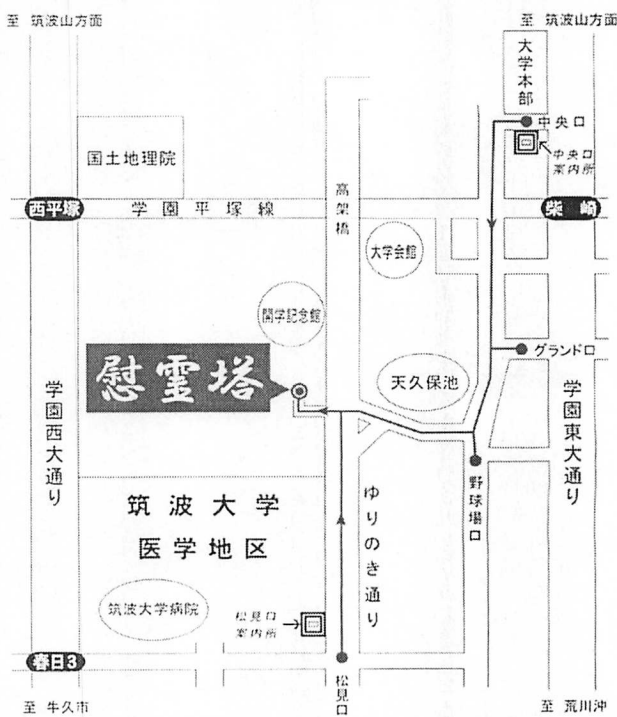 至 筑波山方面
至 筑波山方面
大学本部
中央口
中央口
案内所
国土地理院
高架橋
西平塚
学園平塚線
柴崎
大学会館
開学記念館
グランド口
慰霊塔
天久保池
学園西大通り
学園東大通り
筑波大学
医学地区
ゆりのき通り
野球場口
筑波大学病院
松見口
案内所
春日3
松見口
至 牛久市
至 荒川沖